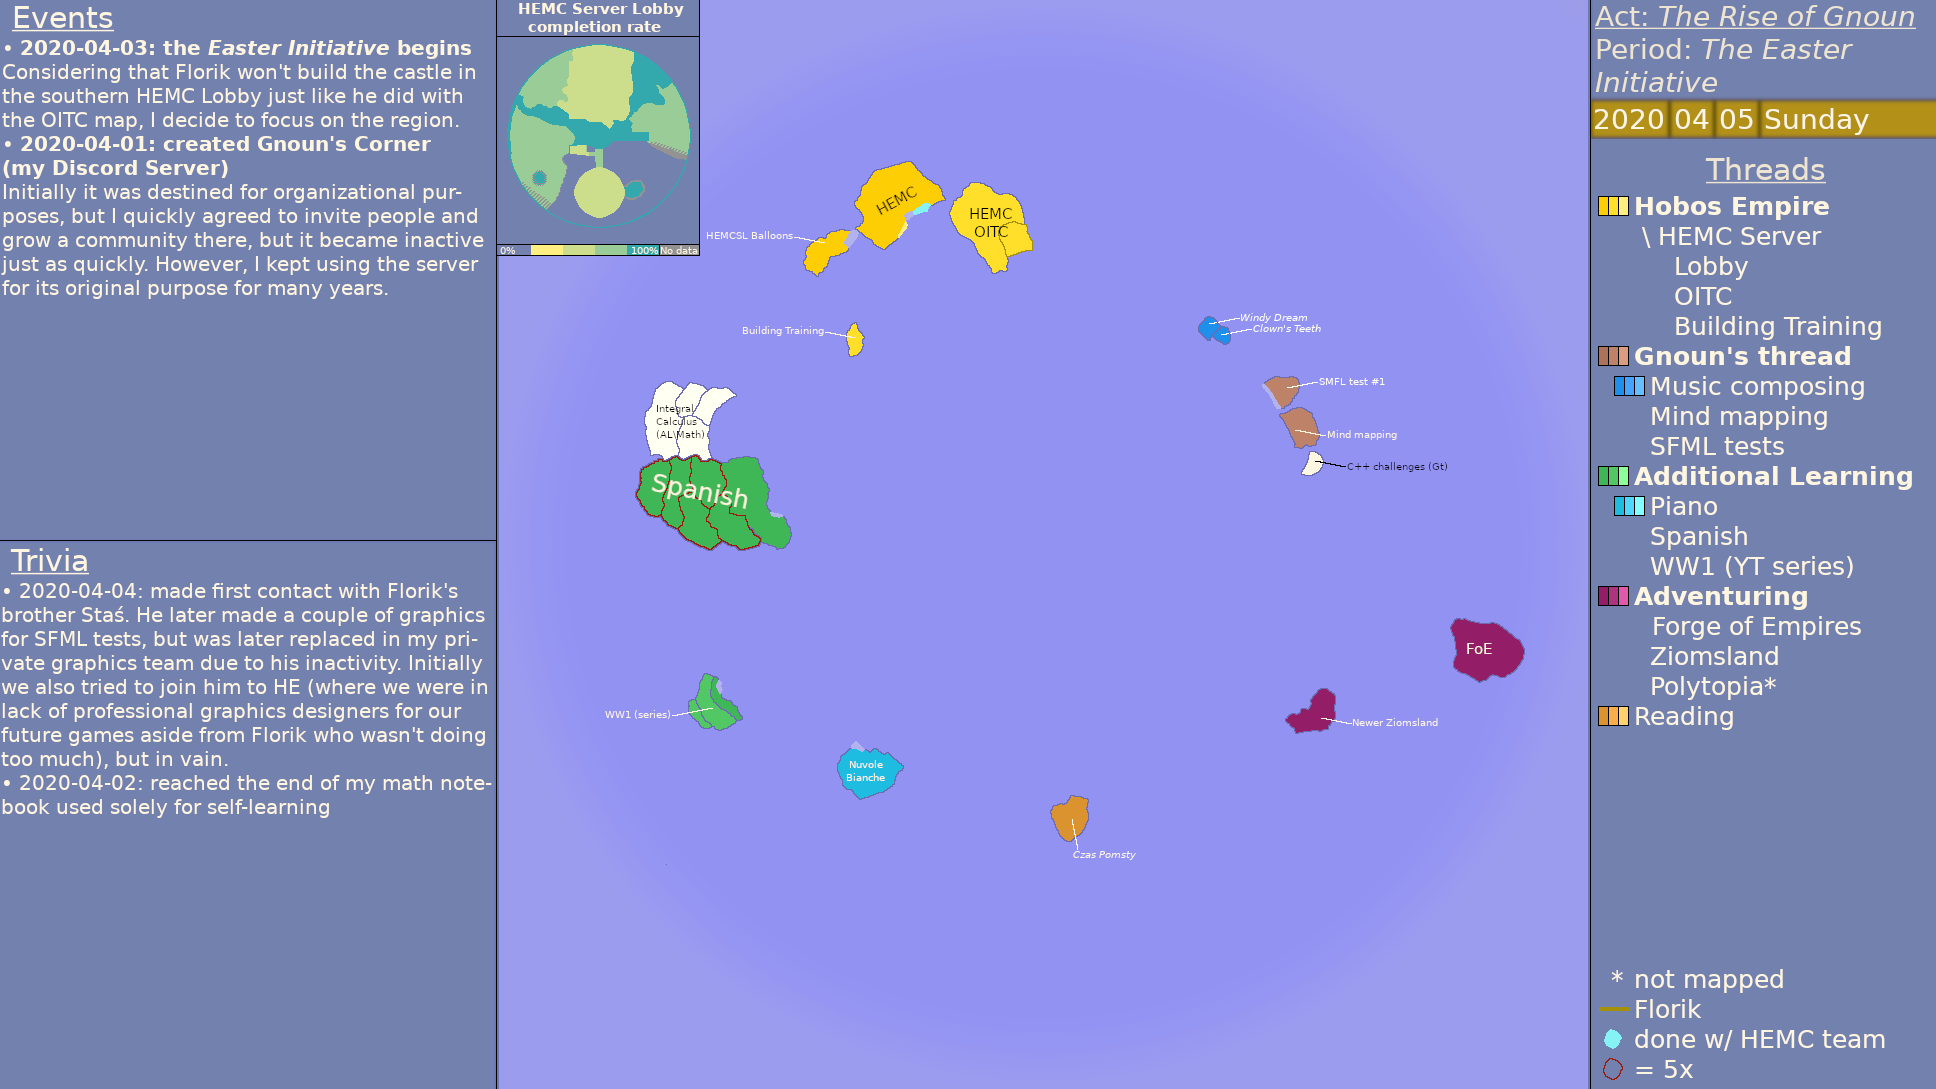 Events
• 2020-04-03: the Easter Initiative begins
Considering that Florik won't build the castle in
the southern HEMC Lobby just like he did with
the OITC map, I decide to focus on the region.
• 2020-04-01: created Gnoun's Corner
(my Discord Server)
Initially it was destined for organizational pur-
poses, but I quickly agreed to invite people and
grow a community there, but it became inactive
just as quickly. However, I kept using the server
for its original purpose for many years.
Trivia
• 2020-04-04: made first contact with Florik's
brother Staś. He later made a couple of graphics
for SFML tests, but was later replaced in my pri-
vate graphics team due to his inactivity. Initially
we also tried to join him to HE (where we were in
lack of professional graphics designers for our
future games aside from Florik who wasn't doing
too much), but in vain.
• 2020-04-02: reached the end of my math note-
book used solely for self-learning
HEMC Server Lobby
completion rate
0%
100%
No data
HEMC
HEMC
OITC
HEMCSL Balloons
Building Training
Windy Dream
Clown's Teeth
SMFL test #1
Mind mapping
C++ challenges (Gt)
Integral
Calculus
(AL\Math)
Spanish
FoE
WW1 (series)
Newer Ziomsland
Nuvole
Bianche
Czas Pomsty
Act: The Rise of Gnoun
Period: The Easter
Initiative
2020 04 05 Sunday
Threads
Hobos Empire
\ HEMC Server
Lobby
OITC
Building Training
Gnoun's thread
Music composing
Mind mapping
SFML tests
Additional Learning
Piano
Spanish
WW1 (YT series)
Adventuring
Forge of Empires
Ziomsland
Polytopia*
Reading
* not mapped
Florik
done w/ HEMC team
= 5x